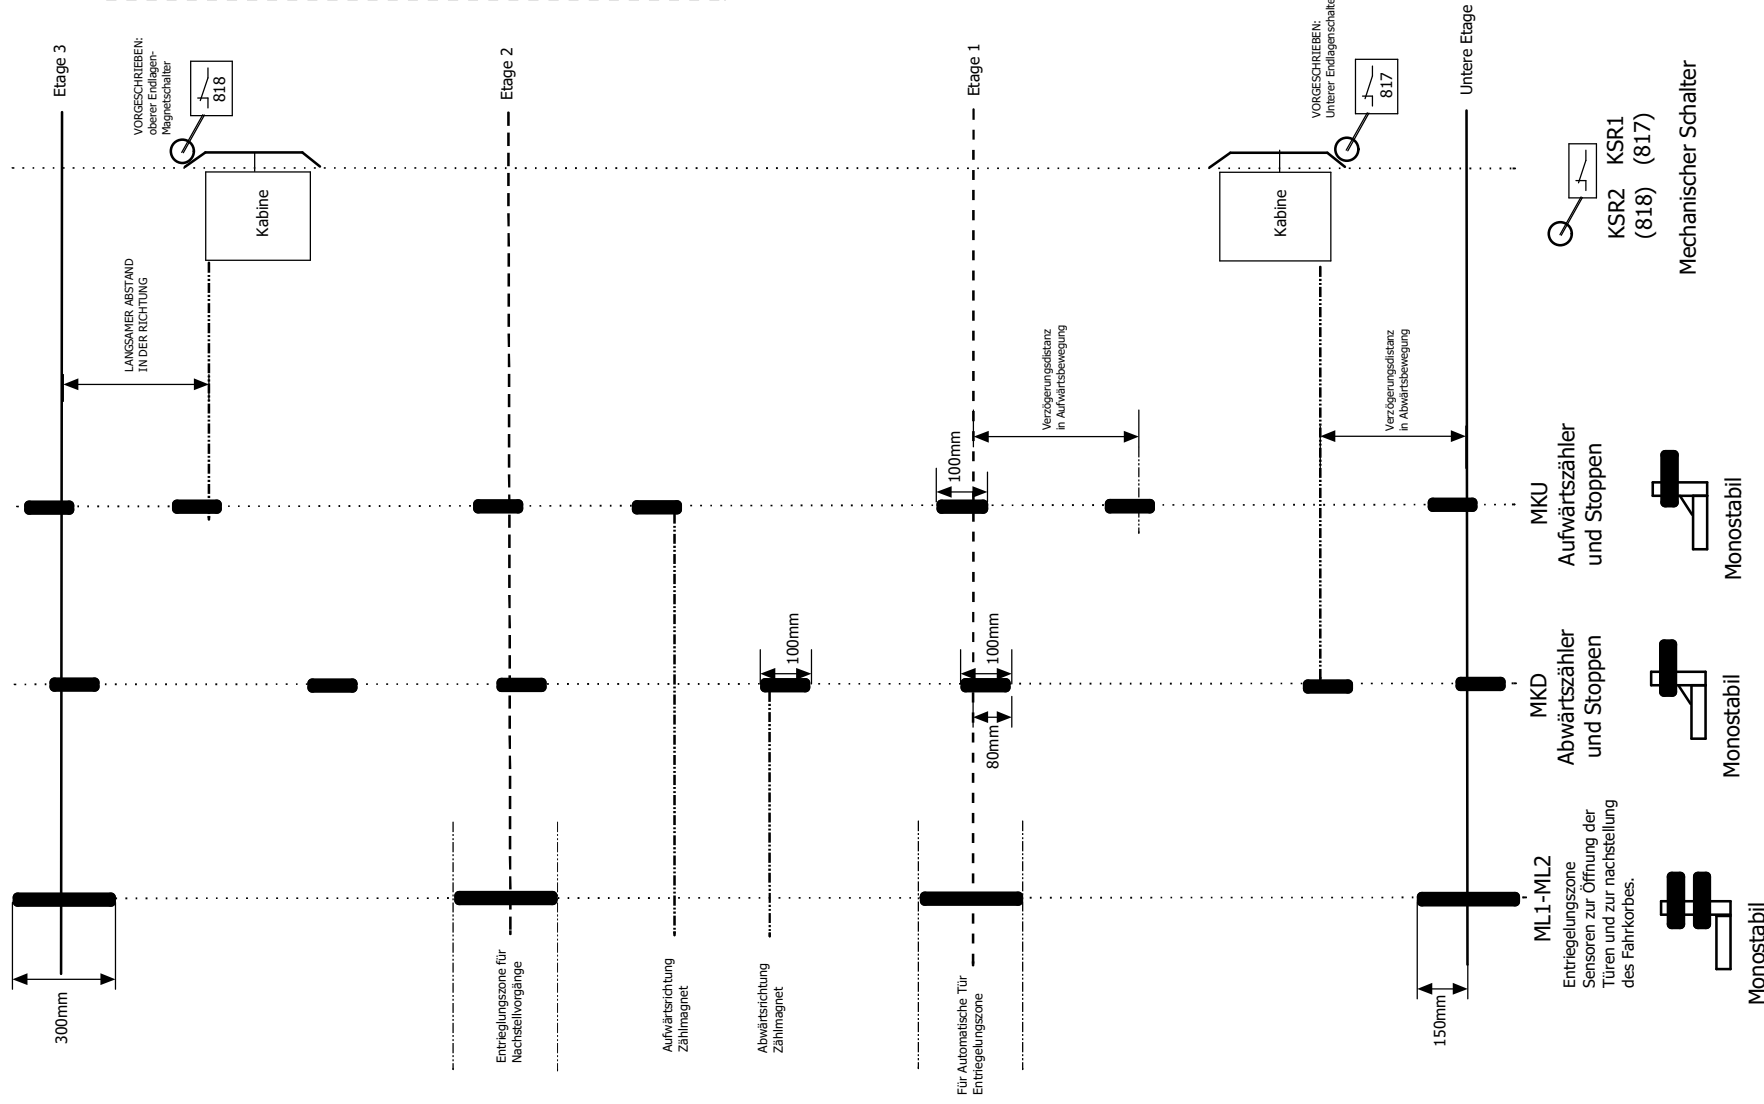 Etage 3
VORGESCHRIEBEN:
oberer Endlagen-
Magnetschalter
818
Kabine
LANGSAMER ABSTAND
IN DER RICHTUNG
Etage 2
Etage 1
VORGESCHRIEBEN:
Unterer Endlagenschalte
817
Kabine
Untere Etage
KSR2
(818)
KSR1
(817)
Mechanischer Schalter
Verzögerungsdistanz
in Aufwärtsbewegung
Verzögerungsdistanz
in Abwärtsbewegung
100mm
MKU
Aufwärtszähler
und Stoppen
Monostabil
100mm
100mm
80mm
MKD
Abwärtszähler
und Stoppen
Monostabil
ML1-ML2
Entriegelungszone
Sensoren zur Öffnung der
Türen und zur nachstellung
des Fahrkorbes.
Monostabil
300mm
Entrieglungszone für
Nachstellvorgänge
Aufwärtsrichtung
Zählmagnet
Abwärtsrichtung
Zählmagnet
Für Automatische Tür
Entriegelungszone
150mm